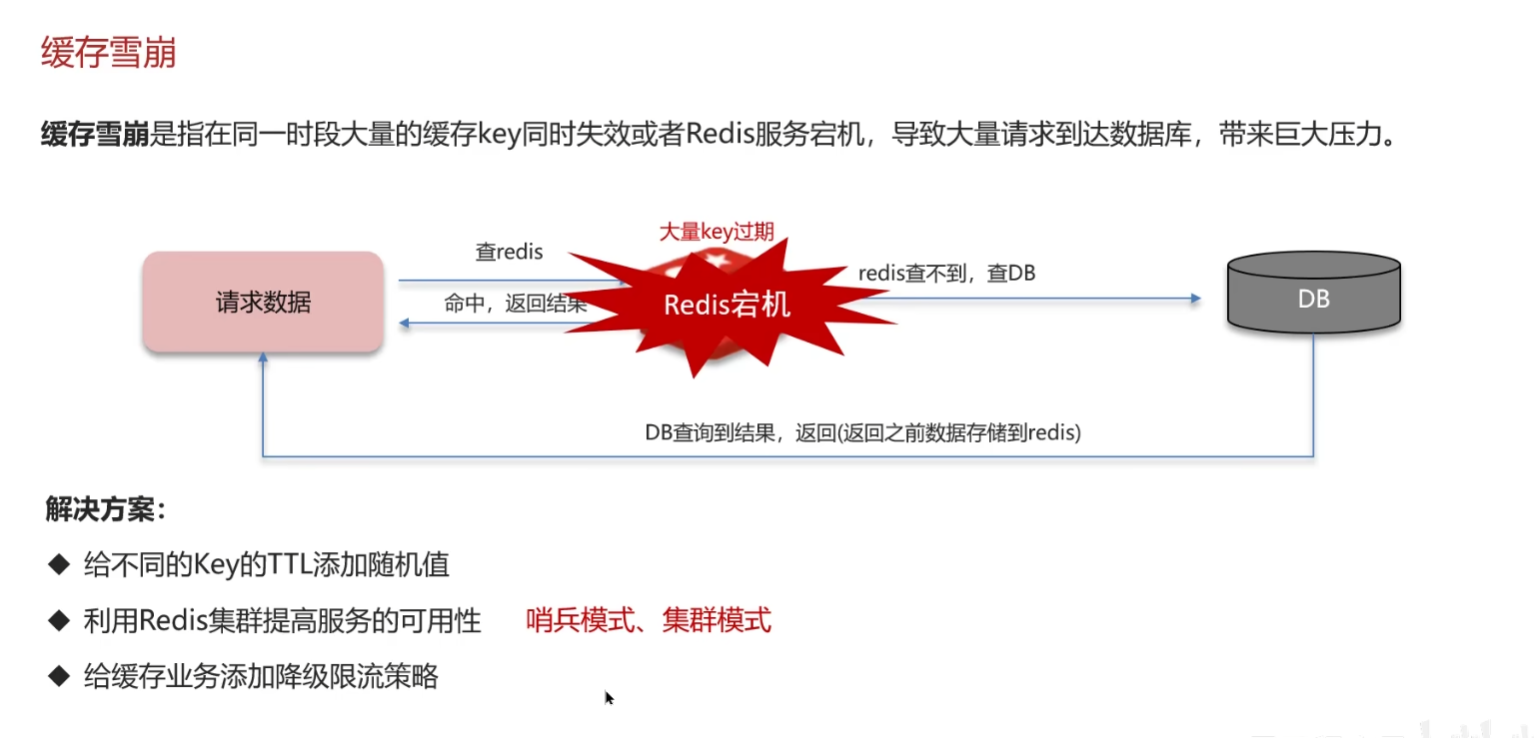 缓存雪崩
缓存雪崩是指在同一时段大量的缓存key同时失效或者Redis服务宕机，导致大量请求到达数据库，带来巨大压力。
大量key过期
查redis
redis查不到，查DB
请求数据
命中，返回结果
Redis宕机
DB
DB查询到结果，返回(返回之前数据存储到redis)
解决方案：
◆ 给不同的Key的TTL添加随机值
◆ 利用Redis集群提高服务的可用性 哨兵模式、集群模式
◆ 给缓存业务添加降级限流策略